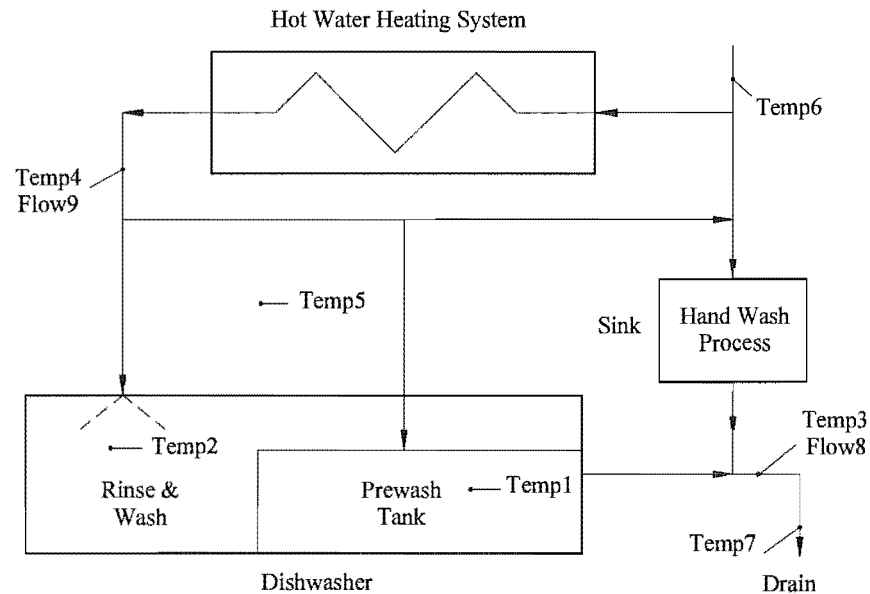 Hot Water Heating System
Temp6
Temp4
Flow9
Temp5
Sink
Hand Wash
Process
Temp3
Flow8
Temp2
Rinse &
Wash
Prewash
Tank
Temp1
Temp7
Dishwasher
Drain